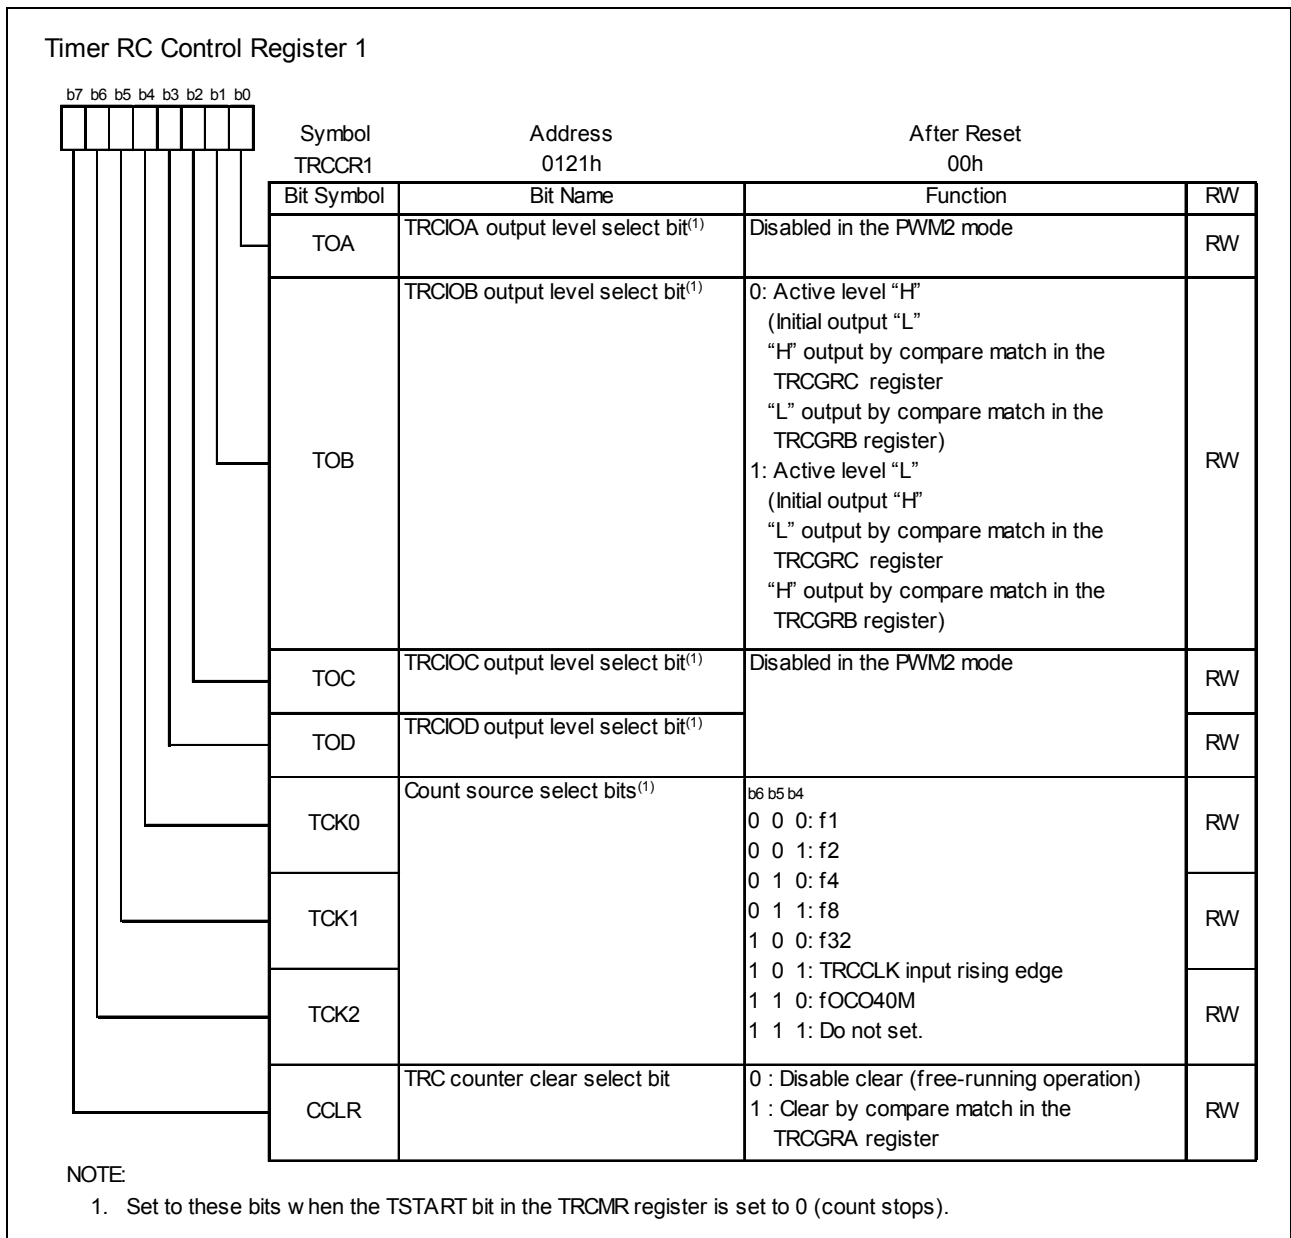 Timer RC Control Register 1
b7 b6 b5 b4 b3 b2 b1 b0
Symbol Address After Reset
TRCCR1 0121h 00h
Bit Symbol Bit Name Function RW
TOA TRCIOA output level select bit(1) Disabled in the PWM2 mode RW
TOB TRCIOB output level select bit(1) 0: Active level “H”
(Initial output “L”
“H” output by compare match in the
TRCGRC register
“L” output by compare match in the
TRCGRB register)
1: Active level “L”
(Initial output “H”
“L” output by compare match in the
TRCGRC register
“H” output by compare match in the
TRCGRB register)
RW
TOC TRCIOC output level select bit(1) Disabled in the PWM2 mode RW
TOD TRCIOD output level select bit(1) RW
TCK0 Count source select bits(1) b6 b5 b4
0 0 0: f1 RW
0 0 1: f2
0 1 0: f4
TCK1 0 1 1: f8 RW
1 0 0: f32
1 0 1: TRCCLK input rising edge
TCK2 1 1 0: fOCO40M RW
1 1 1: Do not set.
CCLR TRC counter clear select bit 0 : Disable clear (free-running operation)
1 : Clear by compare match in the
TRCGRA register
RW
NOTE:
1. Set to these bits when the TSTART bit in the TRCMR register is set to 0 (count stops).